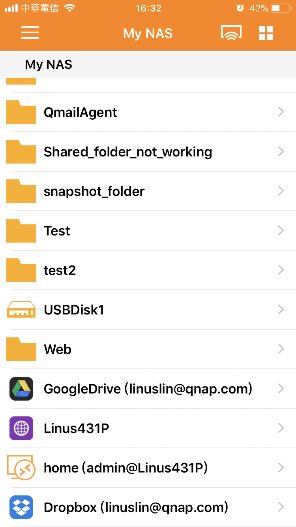 中華電信
16:32
42%
My NAS
My NAS
QmailAgent
Shared_folder_not_working
snapshot_folder
Test
test2
USBDisk1
Web
GoogleDrive (linuslin@qnap.com)
Linus431P
home (admin@Linus431P)
Dropbox (linuslin@qnap.com)